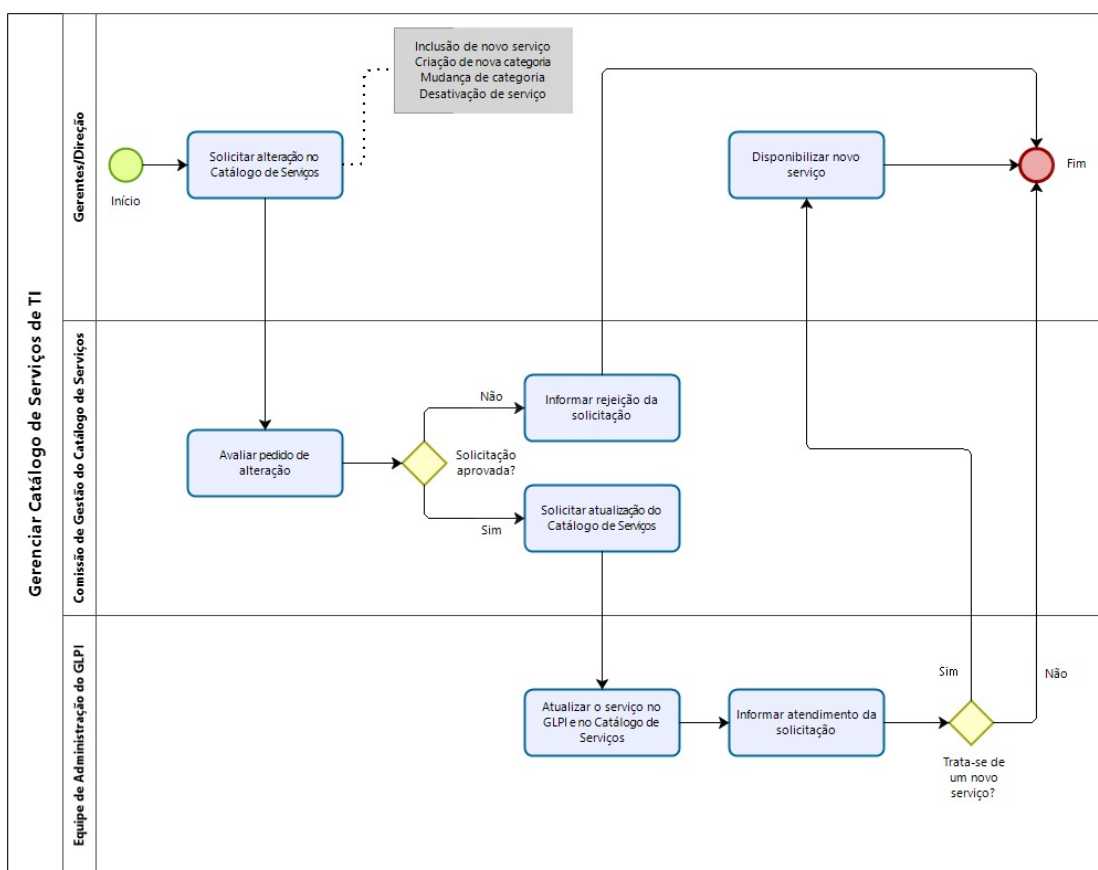 Gerenciar Catálogo de Serviços de TI
Gerentes/Direção
Início
Solicitar alteração no
Catálogo de Serviços
Inclusão de novo serviço
Criação de nova categoria
Mudança de categoria
Desativação de serviço
Disponibilizar novo
serviço
Fim
Comissão de Gestão do Catálogo de Serviços
Avaliar pedido de
alteração
Solicitação
aprovada?
Não
Informar rejeição da
solicitação
Sim
Solicitar atualização do
Catálogo de Serviços
Equipe de Administração do GLPI
Atualizar o serviço no
GLPI e no Catálogo de
Serviços
Informar atendimento da
solicitação
Sim
Não
Trata-se de
um novo
serviço?